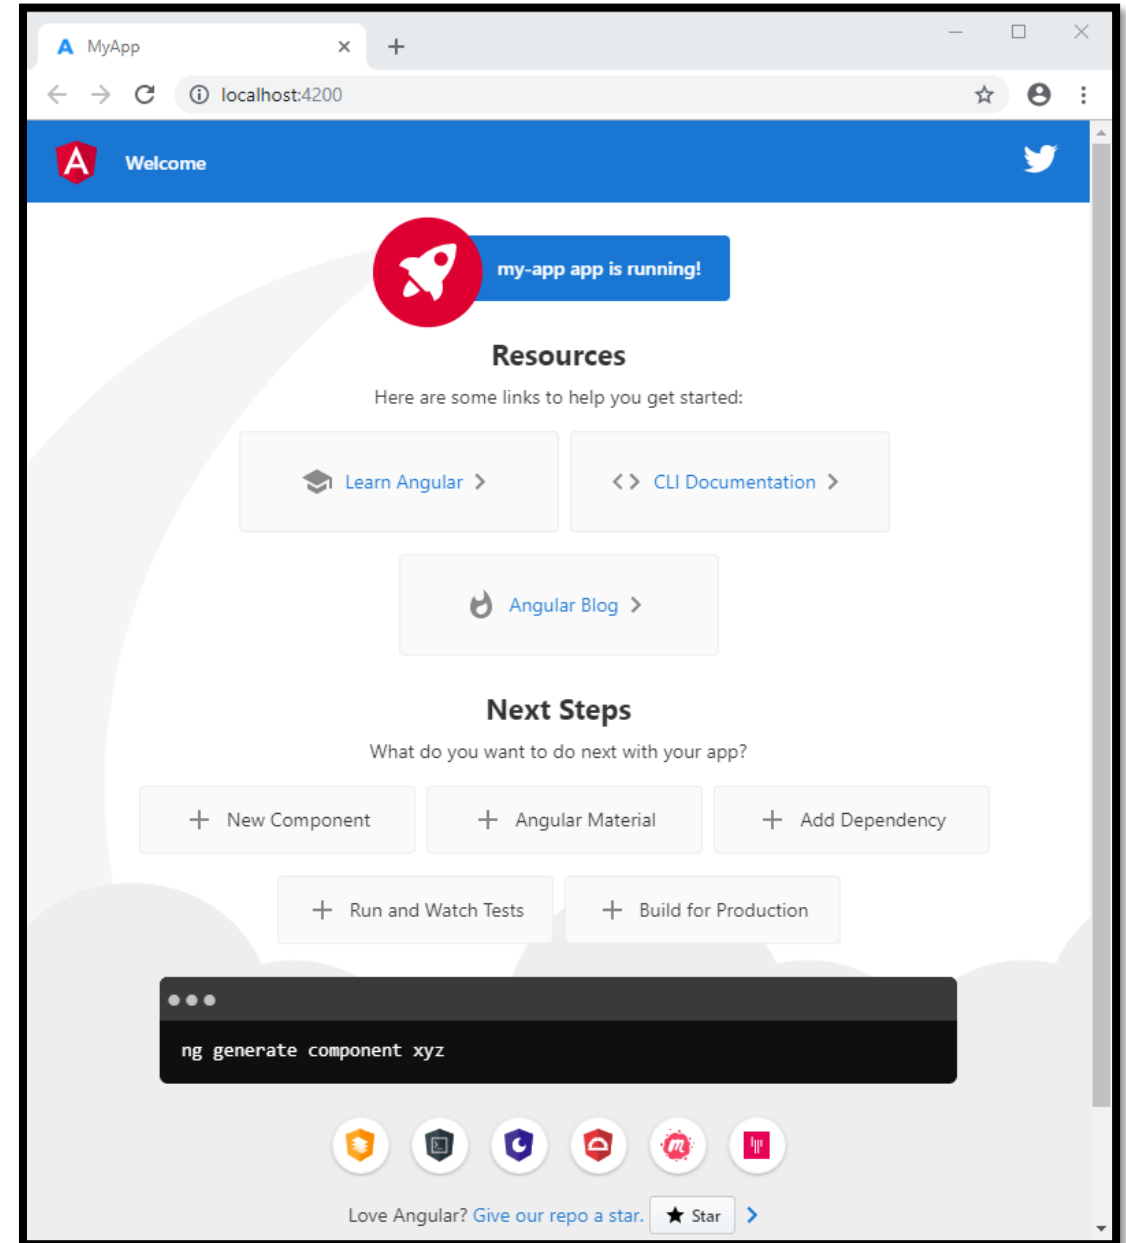 MyApp
localhost:4200
Welcome
my-app app is running!
Resources
Here are some links to help you get started:
Learn Angular
CLI Documentation
Angular Blog
Next Steps
What do you want to do next with your app?
New Component
Angular Material
Add Dependency
Run and Watch Tests
Build for Production
ng generate component xyz
Love Angular? Give our repo a star. Star